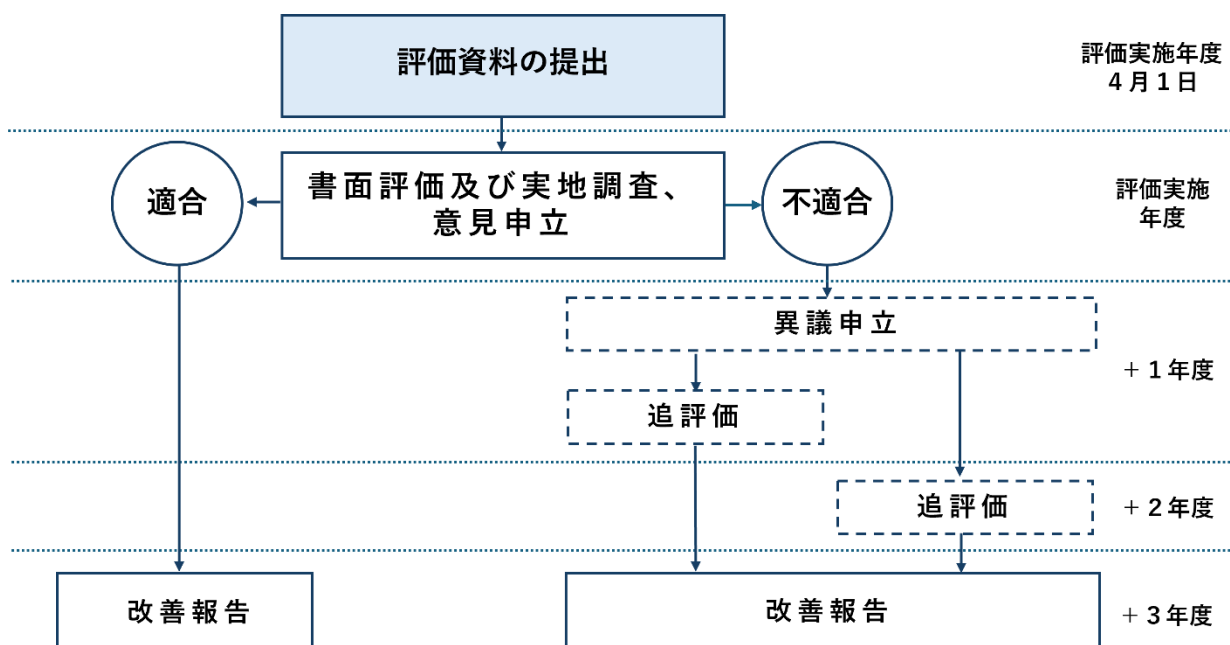 評価資料の提出
評価実施年度
4月1日
適合
書面評価及び実地調査、
意見申立
不適合
評価実施
年度
異議申立
+1年度
追評価
追評価
+2年度
改善報告
改善報告
+3年度